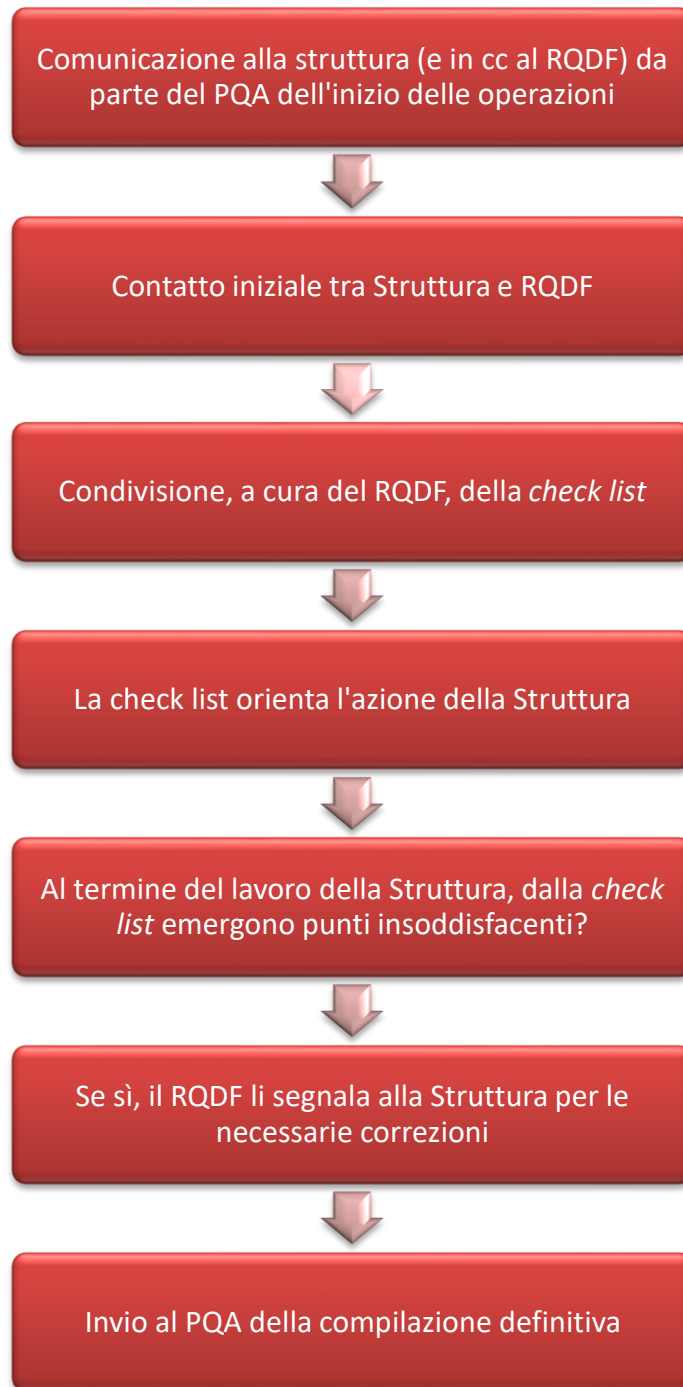 Comunicazione alla struttura (e in cc al RQDF) da
parte del PQA dell'inizio delle operazioni
Contatto iniziale tra Struttura e RQDF
Condivisione, a cura del RQDF, della check list
La check list orienta l'azione della Struttura
Al termine del lavoro della Struttura, dalla check
list emergono punti insoddisfacenti?
Se sì, il RQDF li segnala alla Struttura per le
necessarie correzioni
Invio al PQA della compilazione definitiva